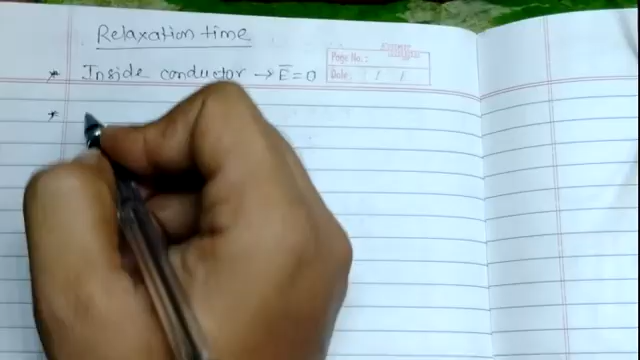 Relaxation time
* Inside conductor → E̅ = 0
Page No.:
Date: / /
*